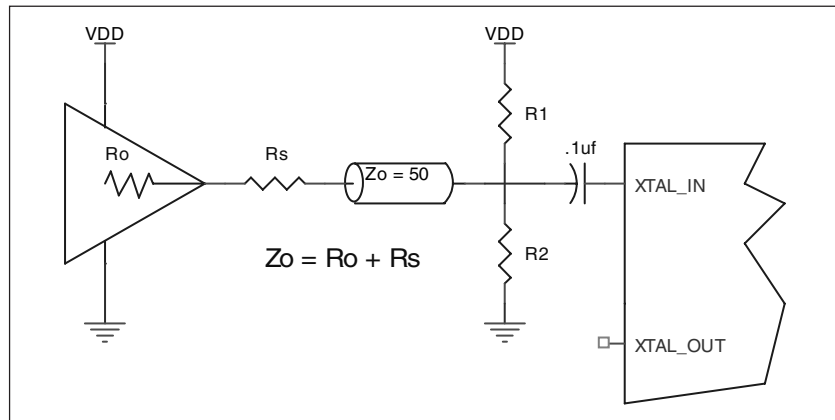 VDD
VDD
R1
Ro
Rs
Zo = 50
.1uf
XTAL_IN
Zo = Ro + Rs
R2
XTAL_OUT